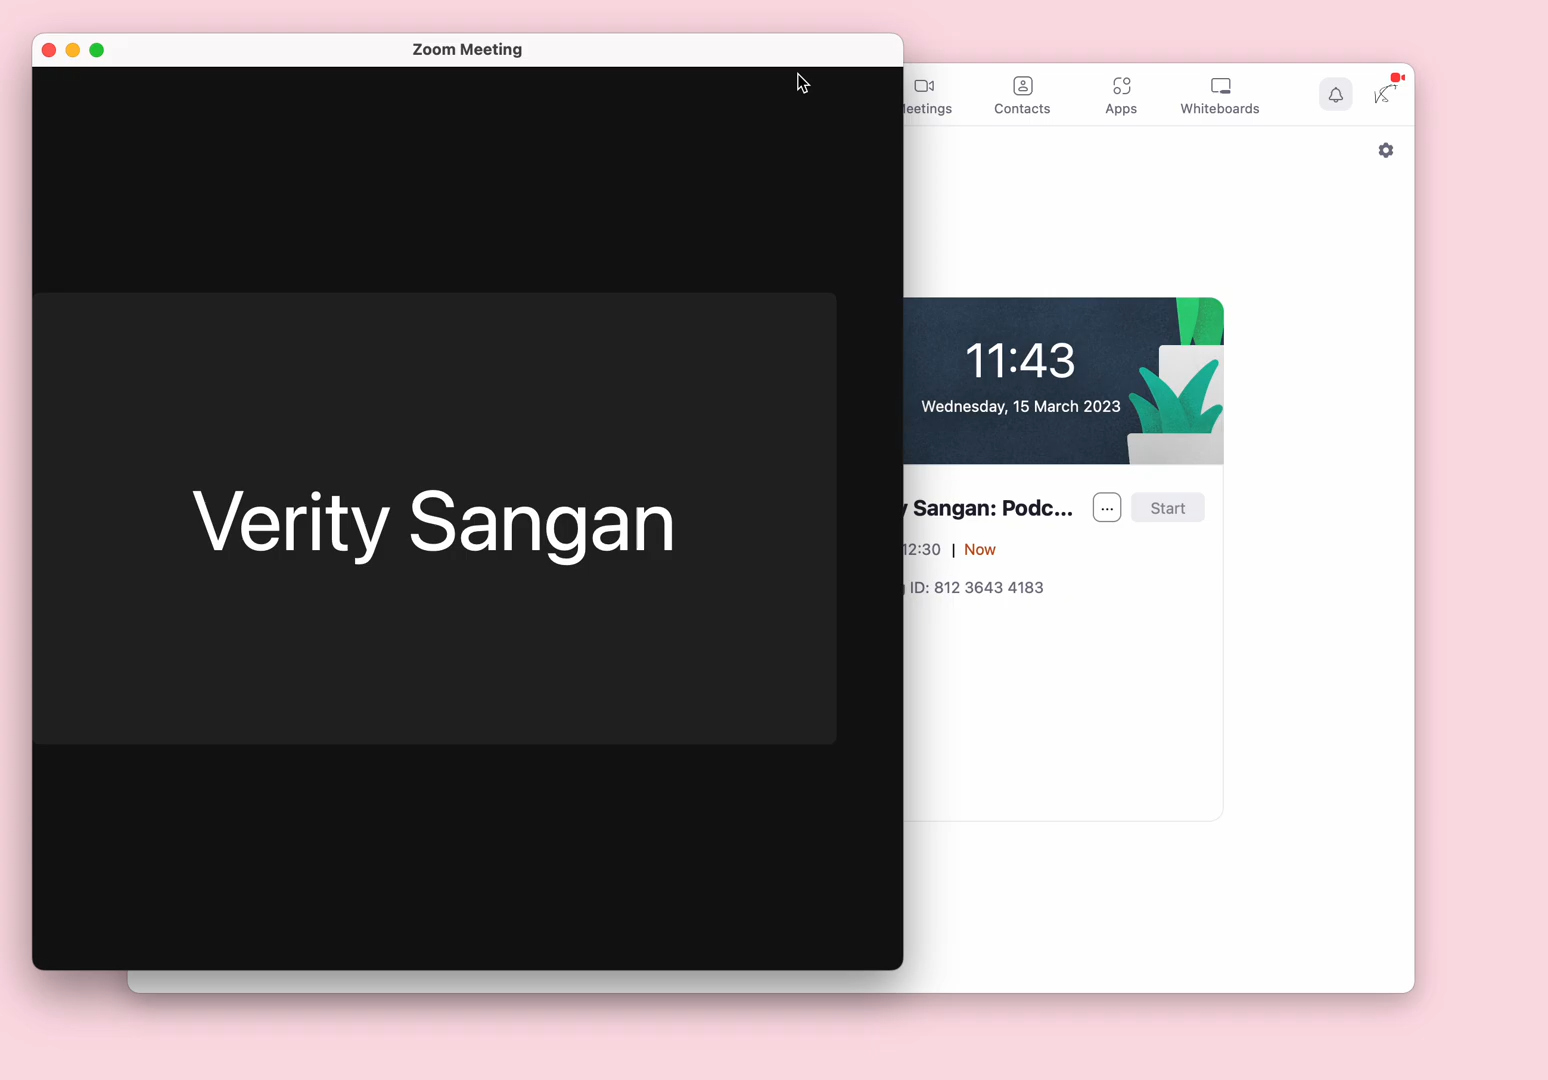 Zoom Meeting
Verity Sangan
eetings
Contacts
Apps
Whiteboards
11:43
Wednesday, 15 March 2023
Sangan: Podc...
...
Start
12:30 | Now
ID: 812 3643 4183